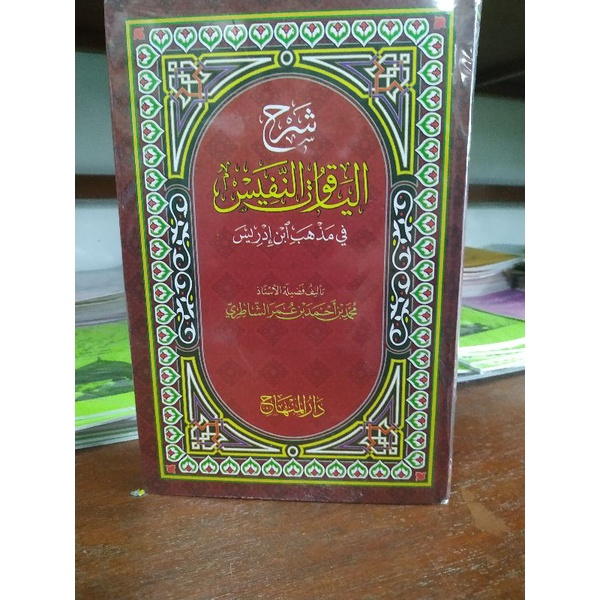 شرح
الياقوت النفيس
في مذهب ابن إدريس
تأليف فضيلة الأستاذ
محمد بن أحمد بن عمر الشاطري
دار المنهاج